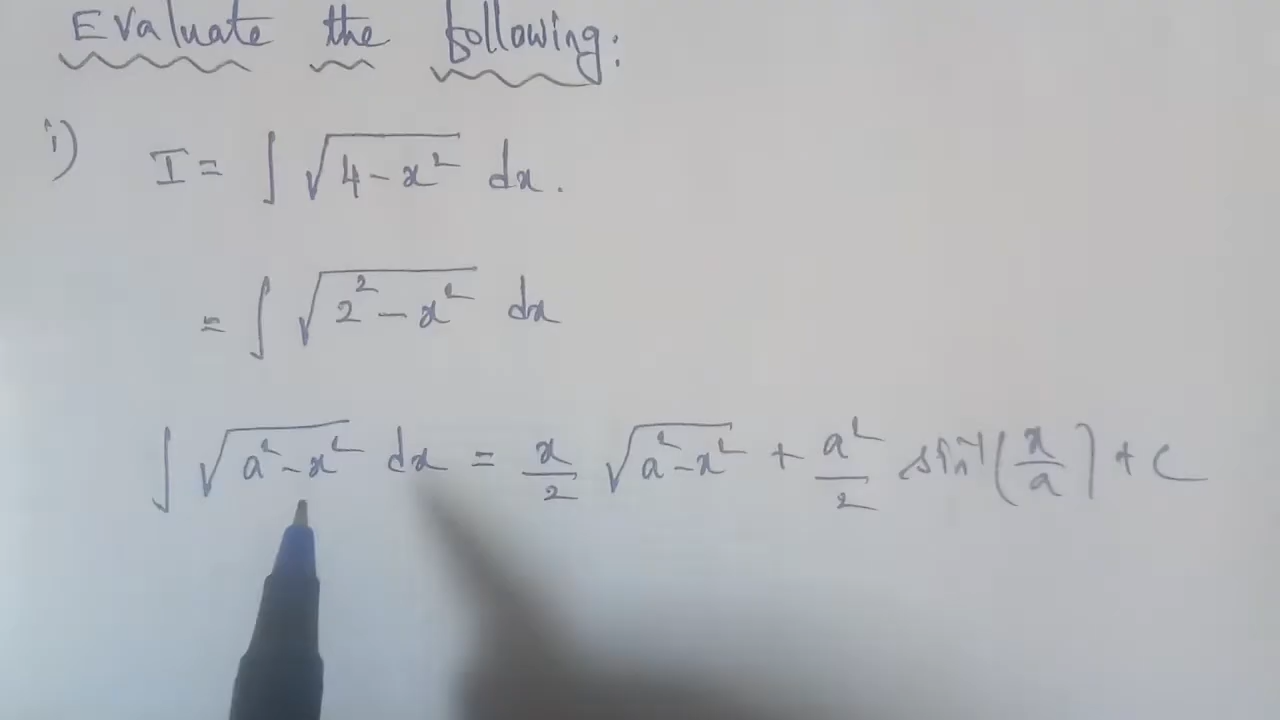 Evaluate the following:
i) I = ∫ √(4 - x²) dx.
= ∫ √(2² - x²) dx
∫ √(a² - x²) dx = x/2 √(a² - x²) + a²/2 sin⁻¹(x/a) + c